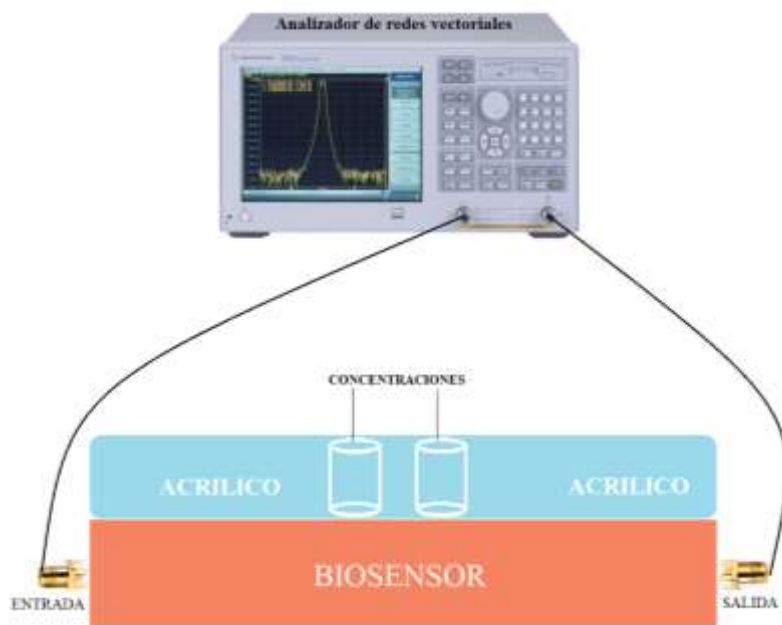 Analizador de redes vectoriales
CONCENTRACIONES
ACRILICO ACRILICO
BIOSENSOR
ENTRADA SALIDA